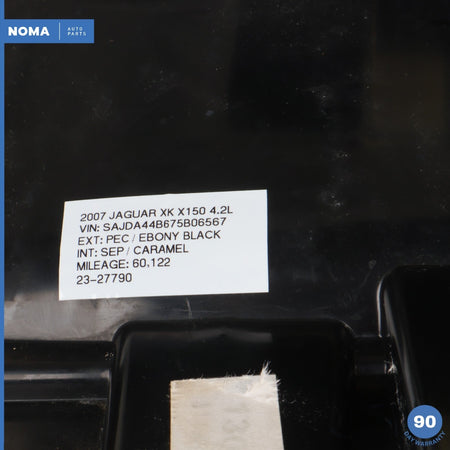 NOMA AUTO PARTS
2007 JAGUAR XK X150 4.2L
VIN: SAJDA44B675B06567
EXT: PEC / EBONY BLACK
INT: SEP / CARAMEL
MILEAGE: 60,122
23-27790
90
DAY WARRANTY